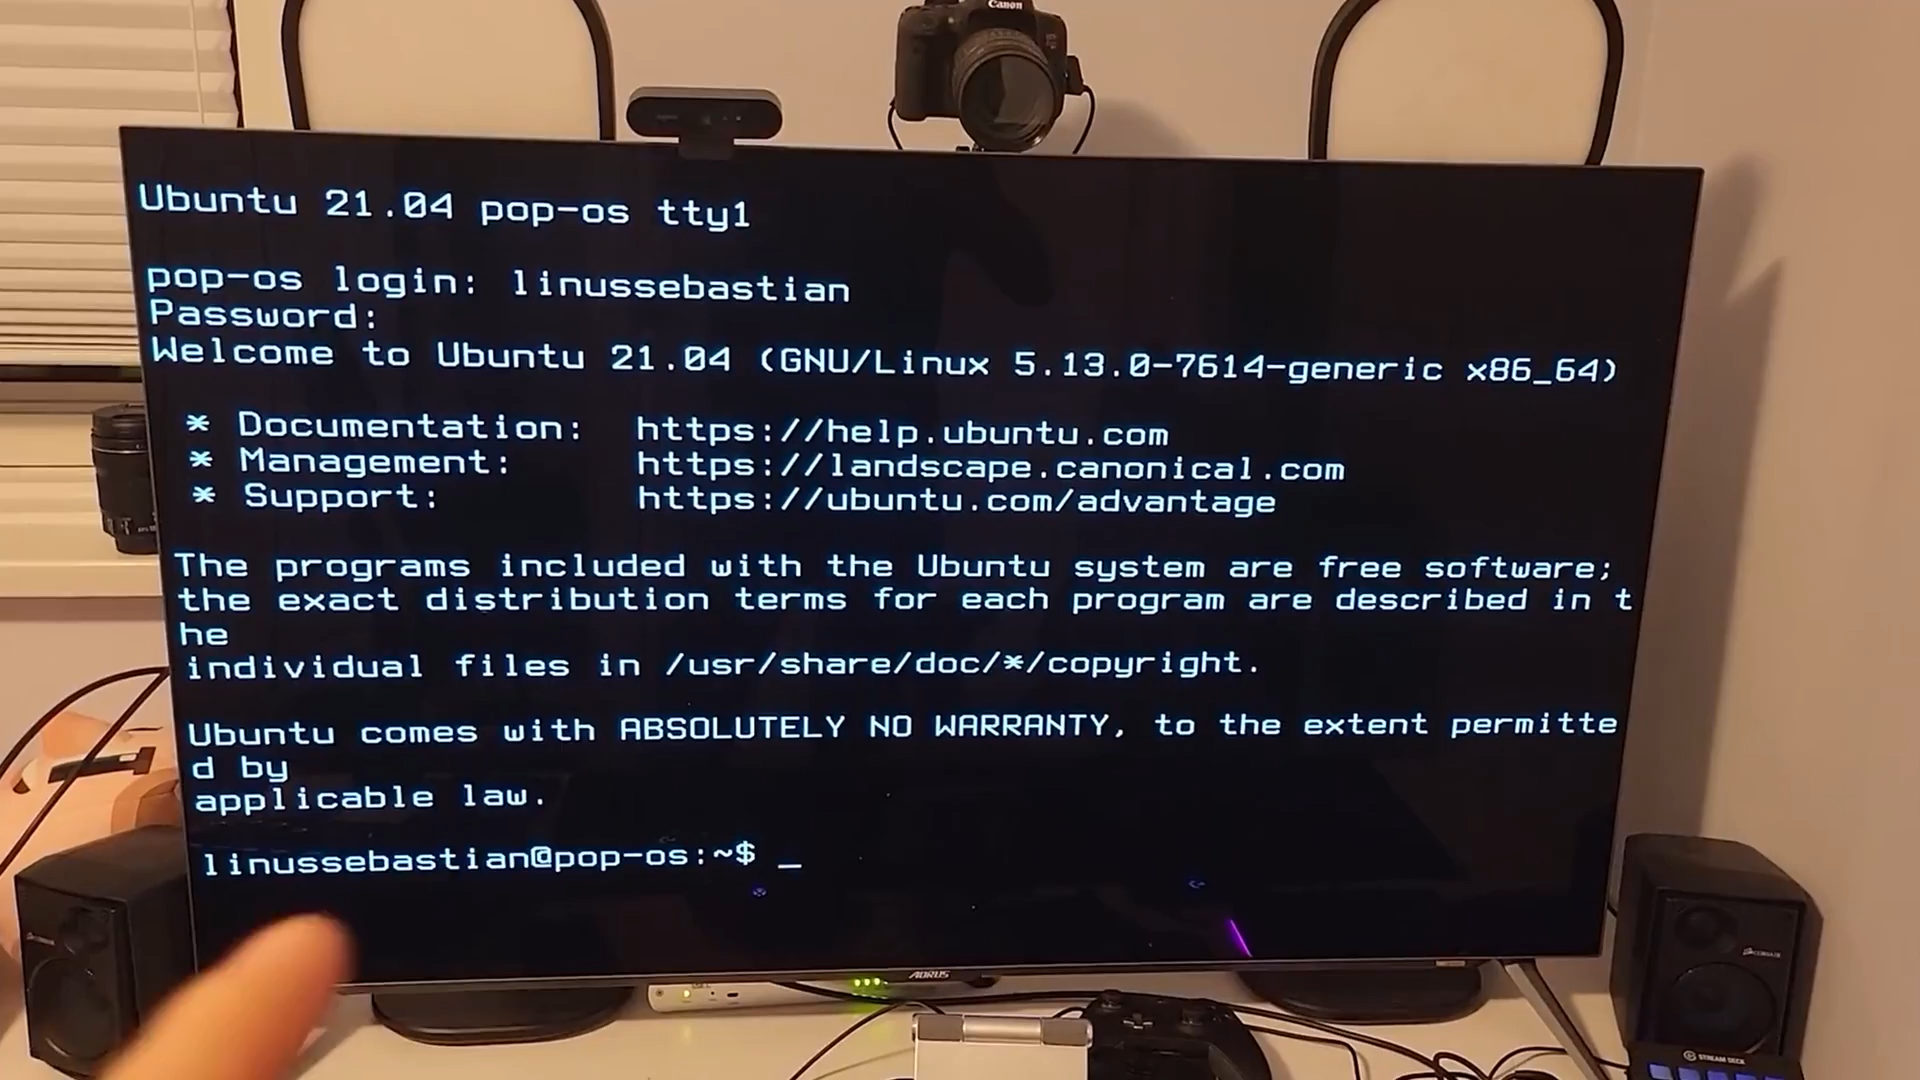 Canon
Ubuntu 21.04 pop-os tty1
pop-os login: linussebastian
Password:
Welcome to Ubuntu 21.04 (GNU/Linux 5.13.0-7614-generic x86_64)
* Documentation: https://help.ubuntu.com
* Management: https://landscape.canonical.com
* Support: https://ubuntu.com/advantage
The programs included with the Ubuntu system are free software;
the exact distribution terms for each program are described in t
he
individual files in /usr/share/doc/*/copyright.
Ubuntu comes with ABSOLUTELY NO WARRANTY, to the extent permitte
d by
applicable law.
linussebastian@pop-os:~$ _
AORUS
CORSAIR
STREAM DECK